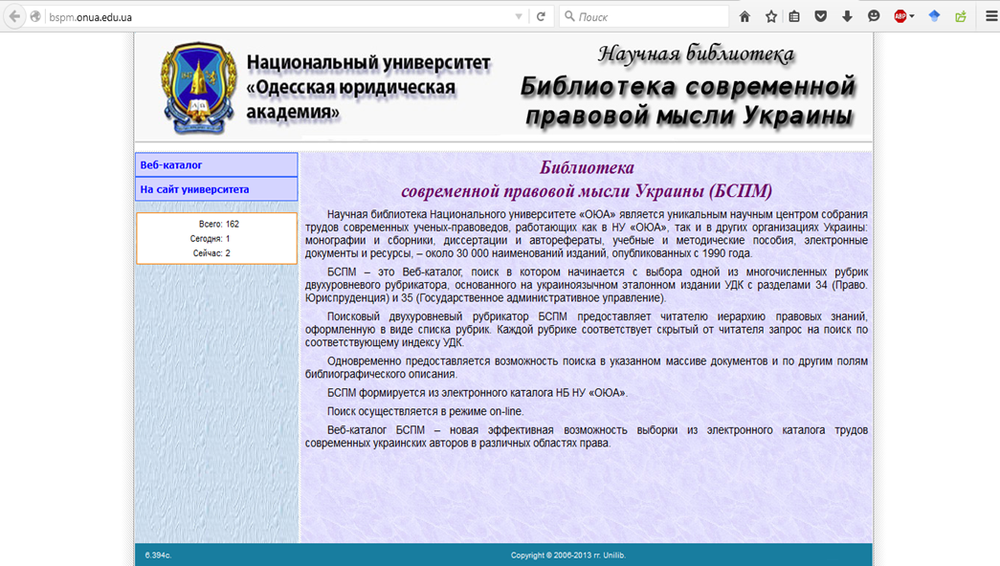 bspm.onua.edu.ua
Поиск
ABP
Национальный университет
«Одесская юридическая
академия»
Научная библиотека
Библиотека современной
правовой мысли Украины
Веб-каталог
На сайт университета
Всего: 162
Сегодня: 1
Сейчас: 2
Библиотека
современной правовой мысли Украины (БСПМ)
Научная библиотека Национального университете «ОЮА» является уникальным научным центром собрания
трудов современных ученых-правоведов, работающих как в НУ «ОЮА», так и в других организациях Украины:
монографии и сборники, диссертации и авторефераты, учебные и методические пособия, электронные
документы и ресурсы, – около 30 000 наименований изданий, опубликованных с 1990 года.
БСПМ – это Веб-каталог, поиск в котором начинается с выбора одной из многочисленных рубрик
двухуровневого рубрикатора, основанного на украиноязычном эталонном издании УДК с разделами 34 (Право.
Юриспруденция) и 35 (Государственное административное управление).
Поисковый двухуровневый рубрикатор БСПМ предоставляет читателю иерархию правовых знаний,
оформленную в виде списка рубрик. Каждой рубрике соответствует скрытый от читателя запрос на поиск по
соответствующему индексу УДК.
Одновременно предоставляется возможность поиска в указанном массиве документов и по другим полям
библиографического описания.
БСПМ формируется из электронного каталога НБ НУ «ОЮА».
Поиск осуществляется в режиме on-line.
Веб-каталог БСПМ – новая эффективная возможность выборки из электронного каталога трудов
современных украинских авторов в различных областях права.
6.394с.
Copyright © 2006-2013 гг. Unilib.